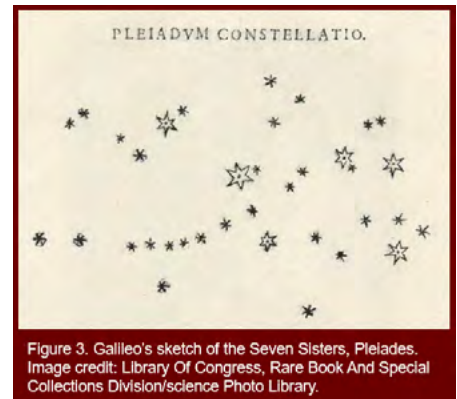 PLEIADVM CONSTELLATIO.
Figure 3. Galileo's sketch of the Seven Sisters, Pleiades.
Image credit: Library Of Congress, Rare Book And Special
Collections Division/science Photo Library.